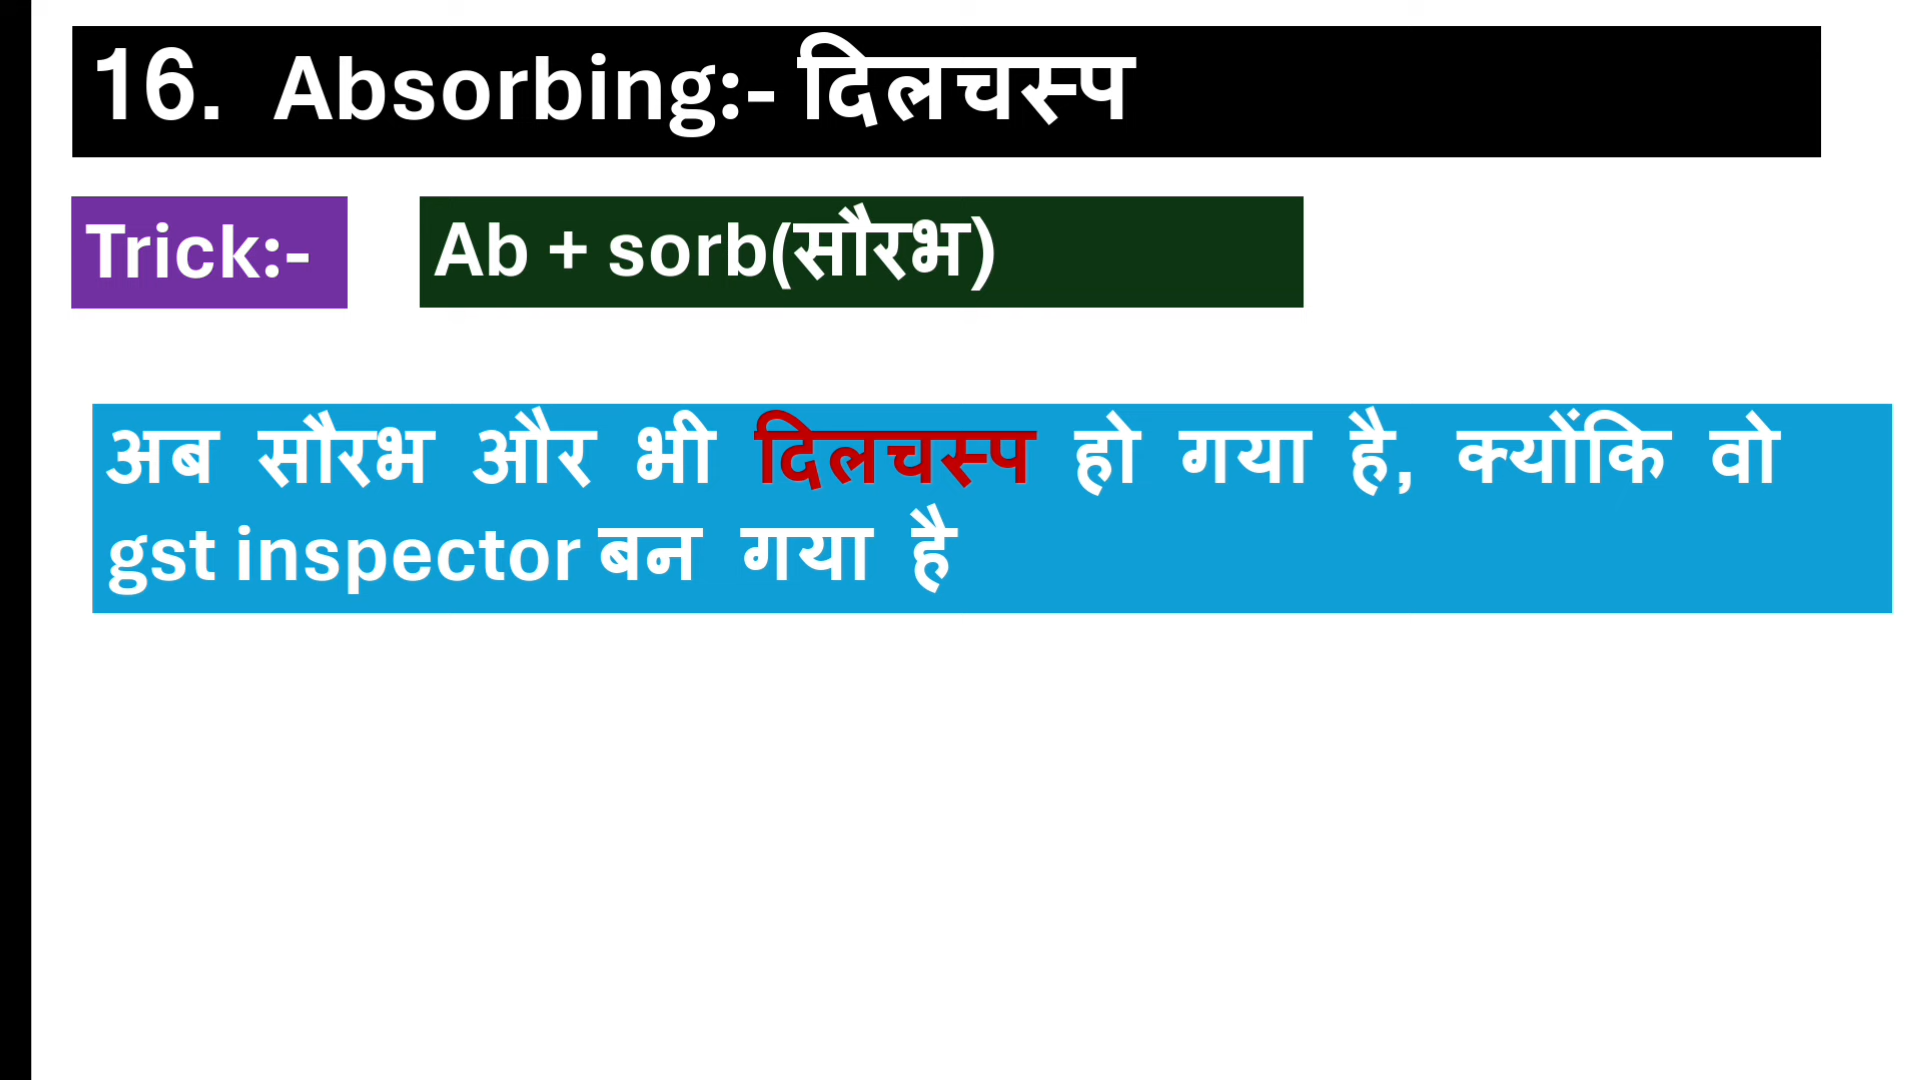 16. Absorbing:- दिलचस्प
Trick:- Ab + sorb(सौरभ)
अब सौरभ और भी दिलचस्प हो गया है, क्योंकि वो
gst inspector बन गया है